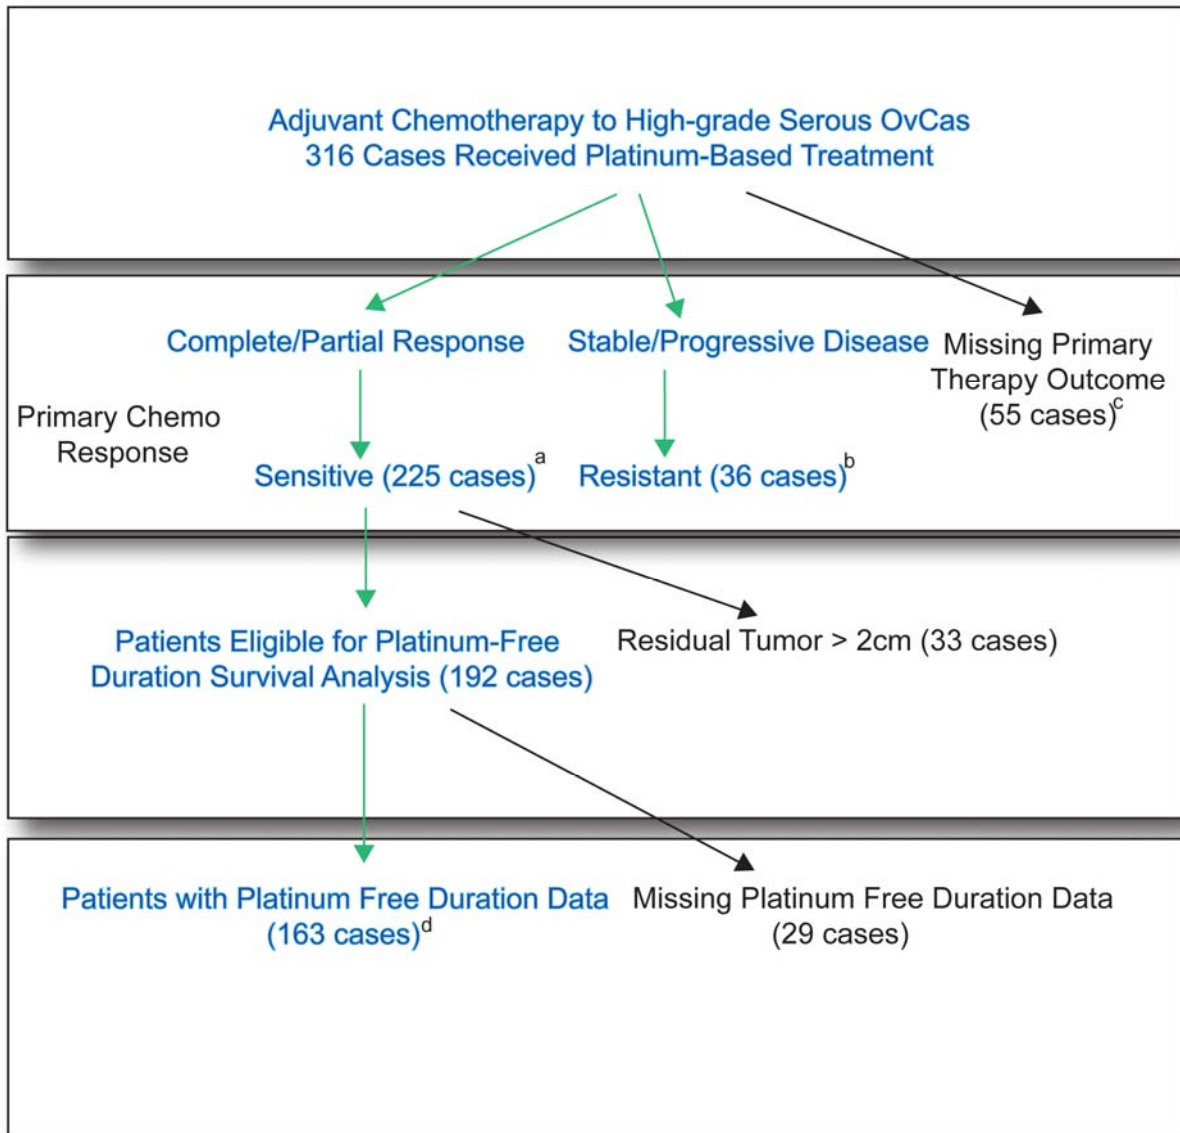 Adjuvant Chemotherapy to High-grade Serous OvCas
316 Cases Received Platinum-Based Treatment
Complete/Partial Response
Stable/Progressive Disease
Missing Primary
Therapy Outcome
(55 cases)c
Primary Chemo
Response
Sensitive (225 cases)a
Resistant (36 cases)b
Patients Eligible for Platinum-Free
Duration Survival Analysis (192 cases)
Residual Tumor > 2cm (33 cases)
Patients with Platinum Free Duration Data
(163 cases)d
Missing Platinum Free Duration Data
(29 cases)